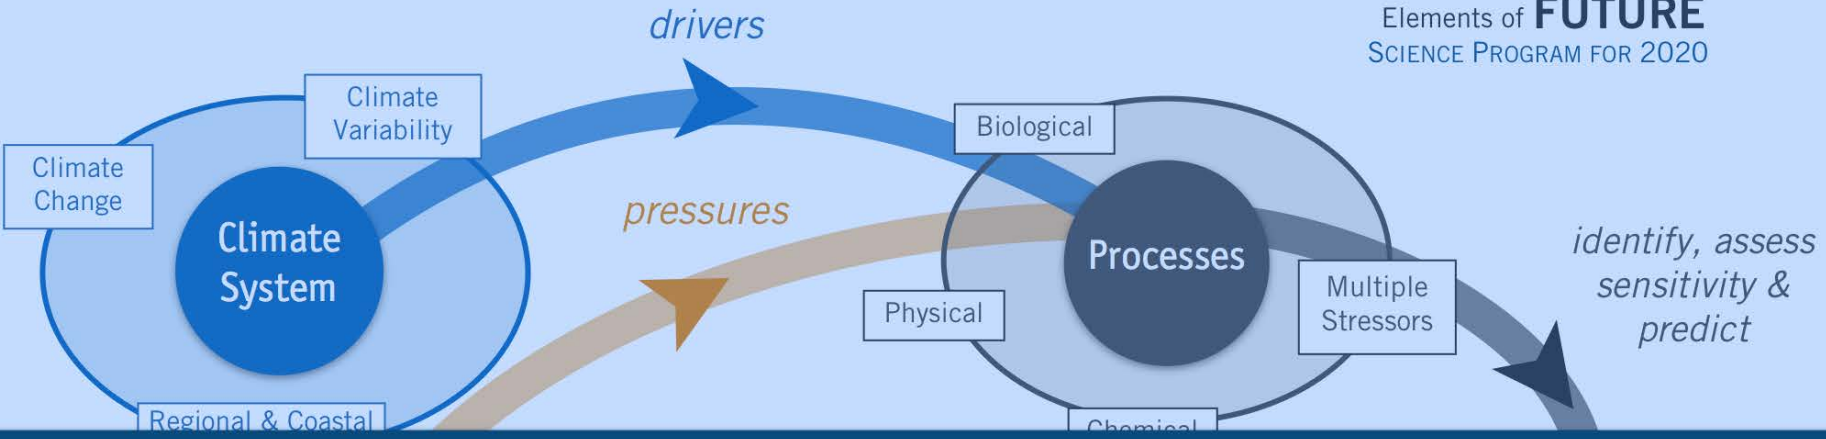 drivers
Elements of FUTURE
SCIENCE PROGRAM FOR 2020
Climate
Variability
Climate
Change
Climate
System
Regional & Coastal
pressures
Biological
Processes
Physical
Multiple
Stressors
Chemical
identify, assess
sensitivity &
predict